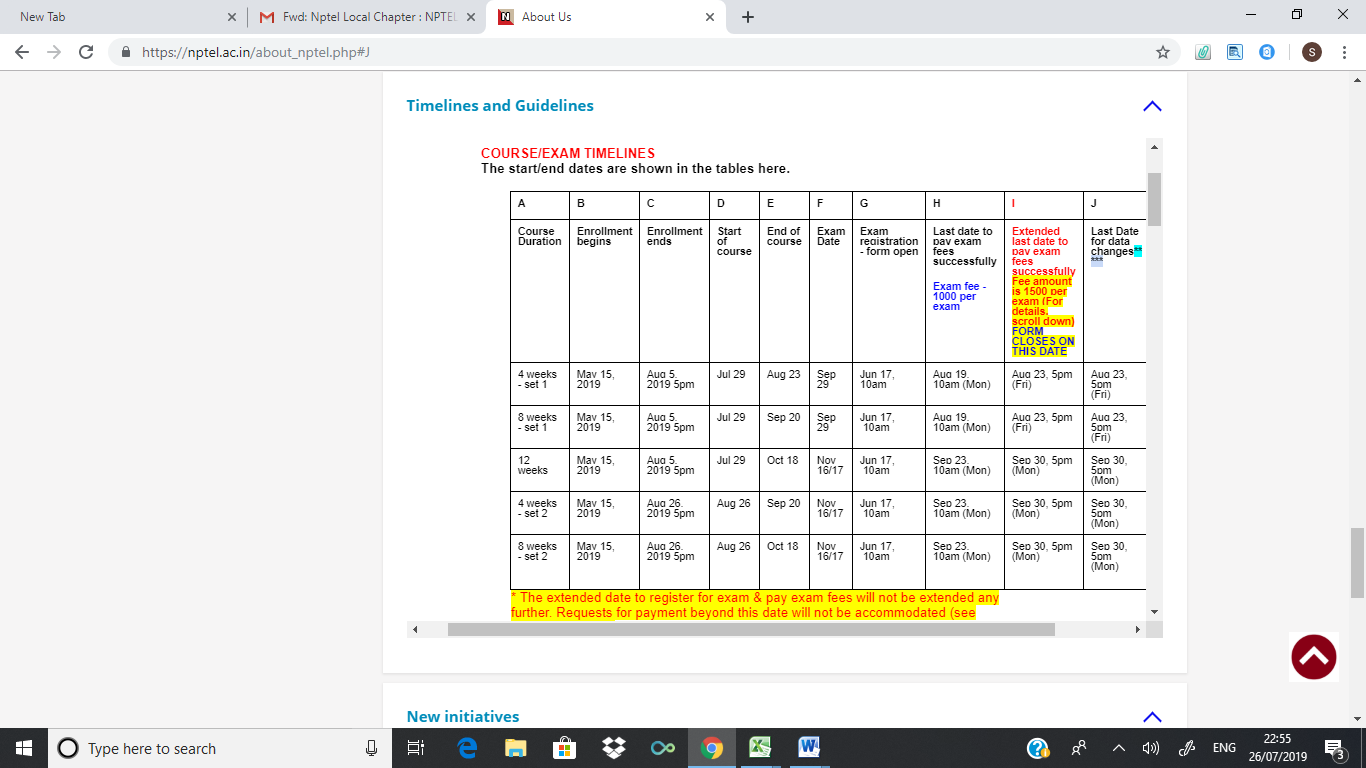 New Tab
Fwd: Nptel Local Chapter : NPTEL
About Us
https://nptel.ac.in/about_nptel.php#J
S
Timelines and Guidelines
COURSE/EXAM TIMELINES
The start/end dates are shown in the tables here.
A B C D E F G H I J
Course
Duration
Enrollment
begins
Enrollment
ends
Start
of
course
End of
course
Exam
Date
Exam
registration
- form open
Last date to
pay exam
fees
successfully
Exam fee -
1000 per
exam
Extended
last date to
pay exam
fees
successfully
Fee amount
is 1500 per
exam (For
details,
scroll down)
FORM
CLOSES ON
THIS DATE
Last Date
for data
changes**
***
4 weeks
- set 1
May 15,
2019
Aug 5,
2019 5pm
Jul 29
Aug 23
Sep
29
Jun 17,
10am
Aug 19,
10am (Mon)
Aug 23, 5pm
(Fri)
Aug 23,
5pm
(Fri)
8 weeks
- set 1
May 15,
2019
Aug 5,
2019 5pm
Jul 29
Sep 20
Sep
29
Jun 17,
10am
Aug 19,
10am (Mon)
Aug 23, 5pm
(Fri)
Aug 23,
5pm
(Fri)
12
weeks
May 15,
2019
Aug 5,
2019 5pm
Jul 29
Oct 18
Nov
16/17
Jun 17,
10am
Sep 23,
10am (Mon)
Sep 30, 5pm
(Mon)
Sep 30,
5pm
(Mon)
4 weeks
- set 2
May 15,
2019
Aug 26,
2019 5pm
Aug 26
Sep 20
Nov
16/17
Jun 17,
10am
Sep 23,
10am (Mon)
Sep 30, 5pm
(Mon)
Sep 30,
5pm
(Mon)
8 weeks
- set 2
May 15,
2019
Aug 26,
2019 5pm
Aug 26
Oct 18
Nov
16/17
Jun 17,
10am
Sep 23,
10am (Mon)
Sep 30, 5pm
(Mon)
Sep 30,
5pm
(Mon)
* The extended date to register for exam & pay exam fees will not be extended any
further. Requests for payment beyond this date will not be accommodated (see
New initiatives
Type here to search
ENG
22:55
26/07/2019
3